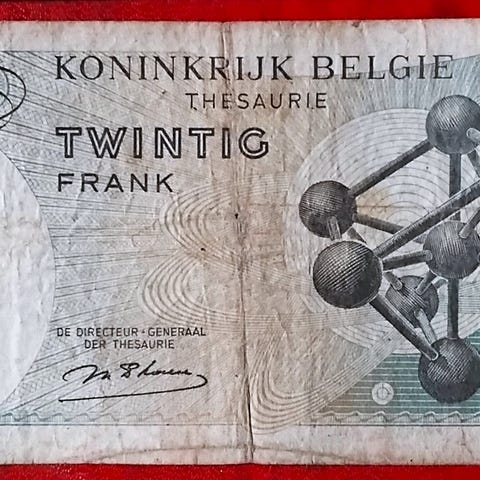 KONINKRIJK BELGIE
THESAURIE
TWINTIG
FRANK
DE DIRECTEUR-GENERAAL
DER THESAURIE